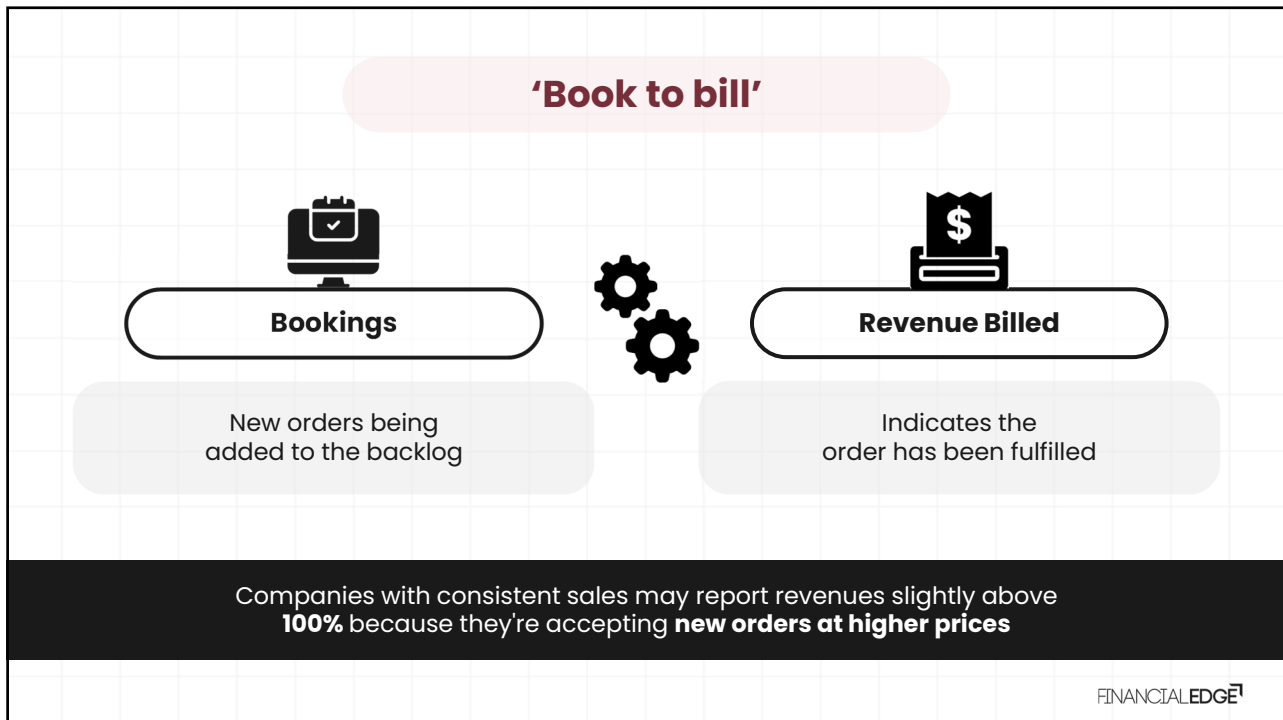 ‘Book to bill’
Bookings
Revenue Billed
New orders being
added to the backlog
Indicates the
order has been fulfilled
Companies with consistent sales may report revenues slightly above
100% because they're accepting new orders at higher prices
FINANCIALEDGE
$